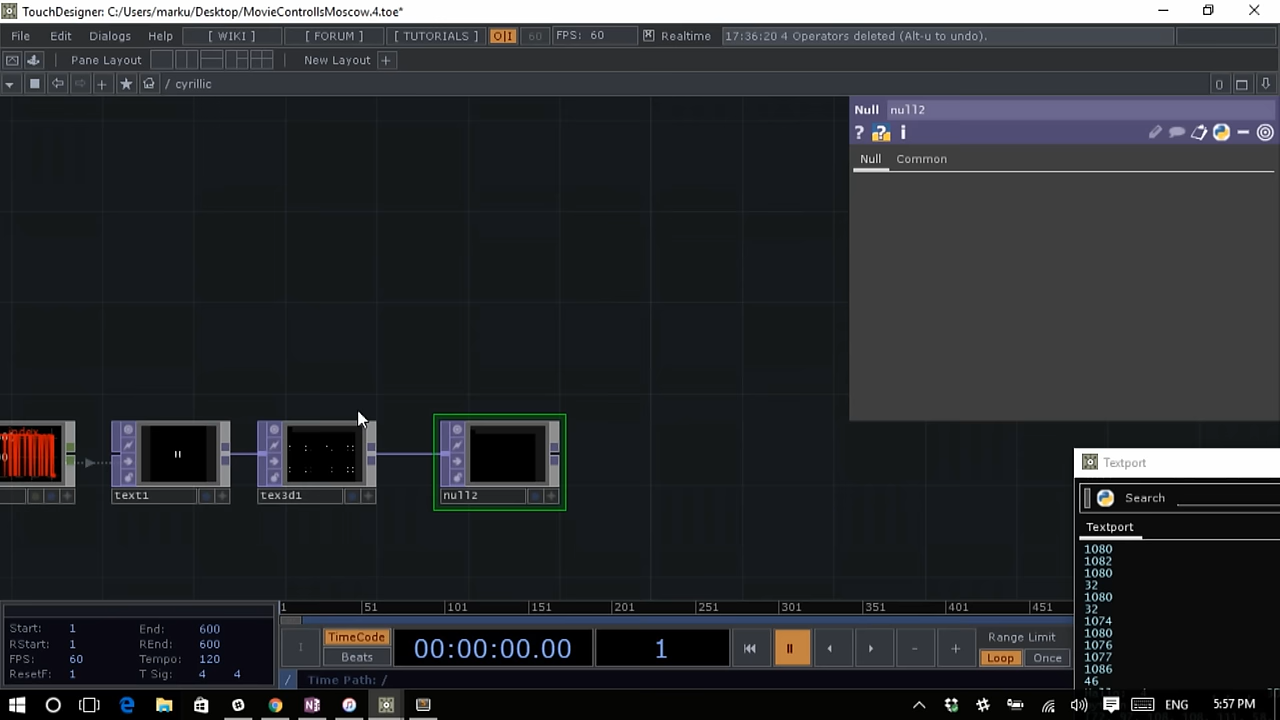 TouchDesigner: C:/Users/marku/Desktop/MovieControllsMoscow.4.toe*
File Edit Dialogs Help [ WIKI ] [ FORUM ] [ TUTORIALS ] O|I 60 FPS: 60 Realtime 17:36:20 4 Operators deleted (Alt-u to undo).
Pane Layout New Layout +
/ cyrillic
0
Null null2
? ? i
Null Common
index
text1
tex3d1
null2
Textport
Search
Textport
1080
1082
1080
32
1080
32
1074
1080
1076
1077
1086
46
1 51 101 151 201 251 301 351 401 451
Start: 1 End: 600
RStart: 1 REnd: 600
FPS: 60 Tempo: 120
ResetF: 1 T Sig: 4 4
TimeCode
Beats
00:00:00.00
1
Range Limit
Loop Once
/ Time Path: /
ENG 5:57 PM